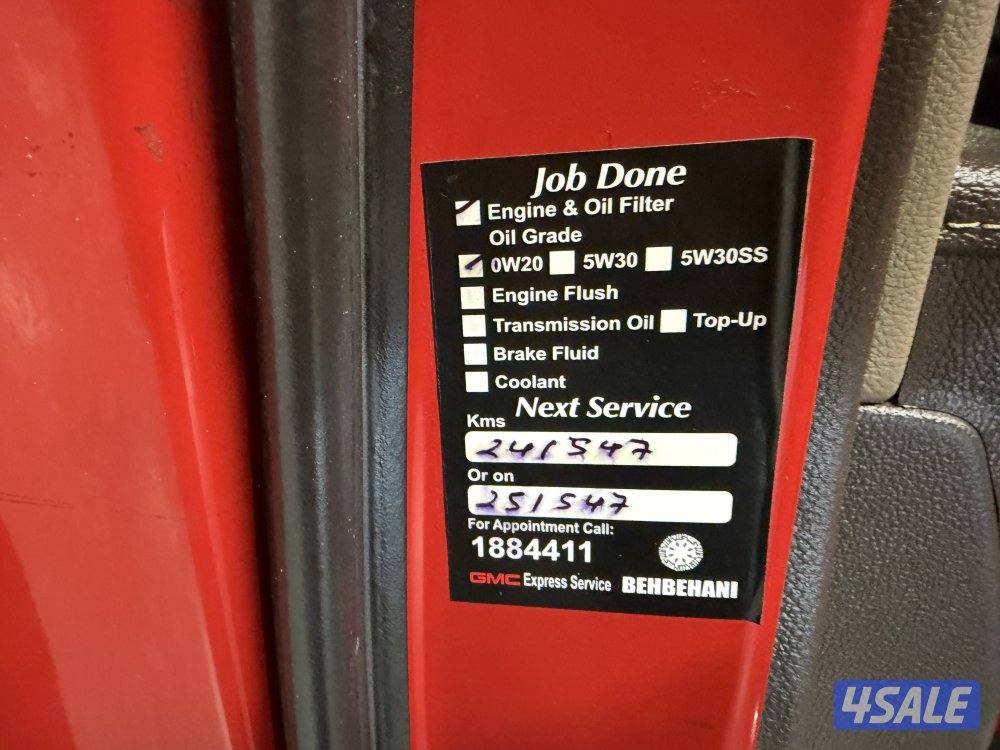 Job Done
Engine & Oil Filter
Oil Grade
0W20 5W30 5W30SS
Engine Flush
Transmission Oil Top-Up
Brake Fluid
Coolant
Next Service
Kms
241547
Or on
251547
For Appointment Call:
1884411
GMC Express Service BEHBEHANI
4SALE